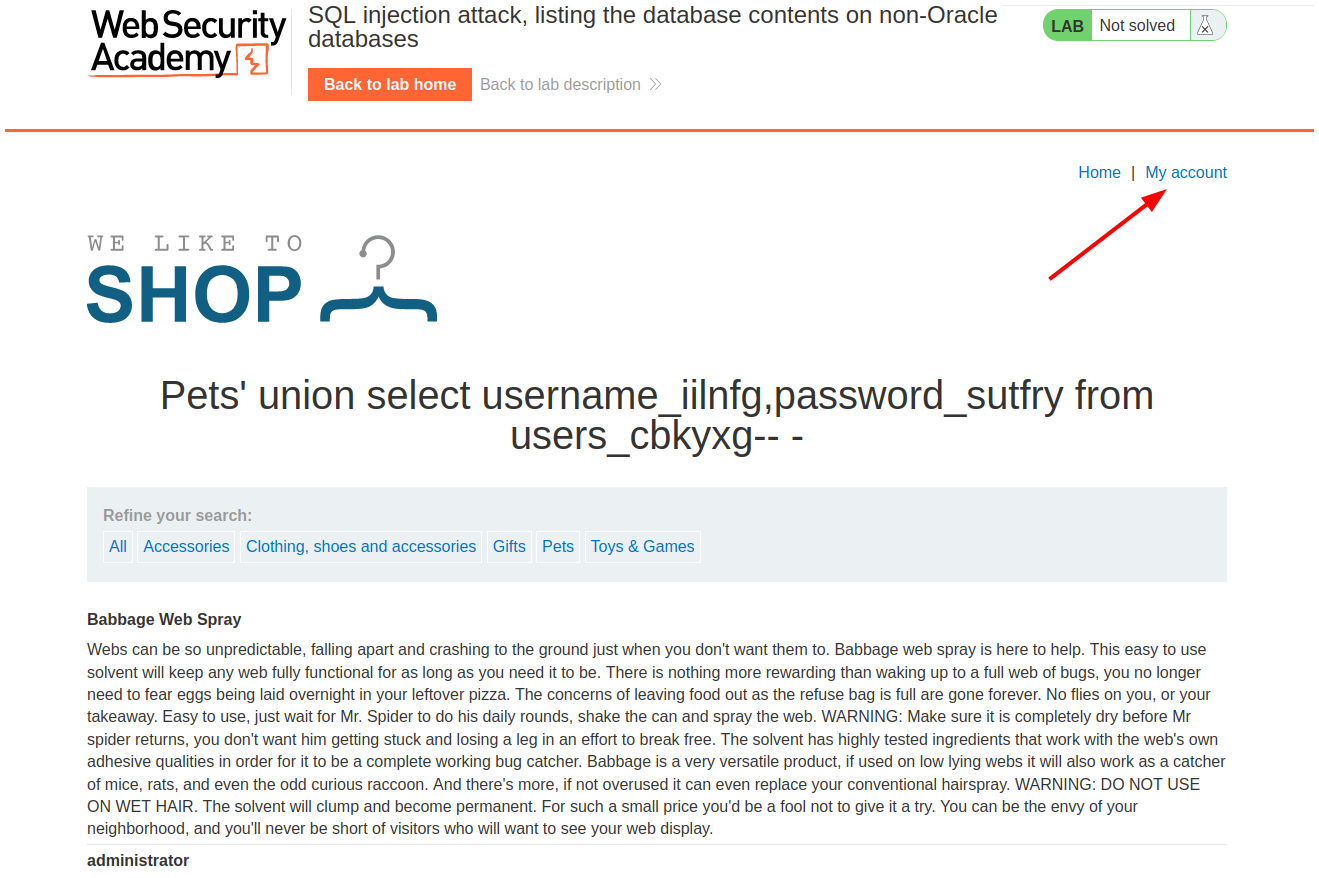 Web Security
Academy
SQL injection attack, listing the database contents on non-Oracle
databases
Back to lab home Back to lab description
LAB Not solved
Home | My account
WE LIKE TO
SHOP
Pets' union select username_iilnfg,password_sutfry from
users_cbkyxg-- -
Refine your search:
All Accessories Clothing, shoes and accessories Gifts Pets Toys & Games
Babbage Web Spray
Webs can be so unpredictable, falling apart and crashing to the ground just when you don't want them to. Babbage web spray is here to help. This easy to use
solvent will keep any web fully functional for as long as you need it to be. There is nothing more rewarding than waking up to a full web of bugs, you no longer
need to fear eggs being laid overnight in your leftover pizza. The concerns of leaving food out as the refuse bag is full are gone forever. No flies on you, or your
takeaway. Easy to use, just wait for Mr. Spider to do his daily rounds, shake the can and spray the web. WARNING: Make sure it is completely dry before Mr
spider returns, you don't want him getting stuck and losing a leg in an effort to break free. The solvent has highly tested ingredients that work with the web's own
adhesive qualities in order for it to be a complete working bug catcher. Babbage is a very versatile product, if used on low lying webs it will also work as a catcher
of mice, rats, and even the odd curious raccoon. And there's more, if not overused it can even replace your conventional hairspray. WARNING: DO NOT USE
ON WET HAIR. The solvent will clump and become permanent. For such a small price you'd be a fool not to give it a try. You can be the envy of your
neighborhood, and you'll never be short of visitors who will want to see your web display.
administrator